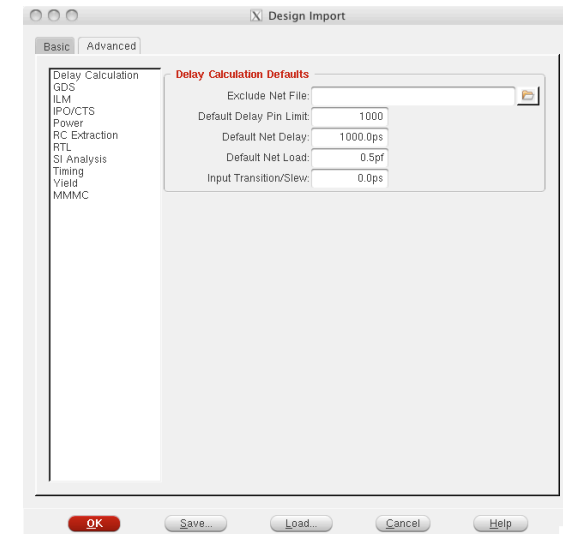 X Design Import
Basic Advanced
Delay Calculation
GDS
ILM
IPO/CTS
Power
RC Extraction
RTL
SI Analysis
Timing
Yield
MMMC
Delay Calculation Defaults
Exclude Net File:
Default Delay Pin Limit: 1000
Default Net Delay: 1000.0ps
Default Net Load: 0.5pf
Input Transition/Slew: 0.0ps
OK Save... Load... Cancel Help